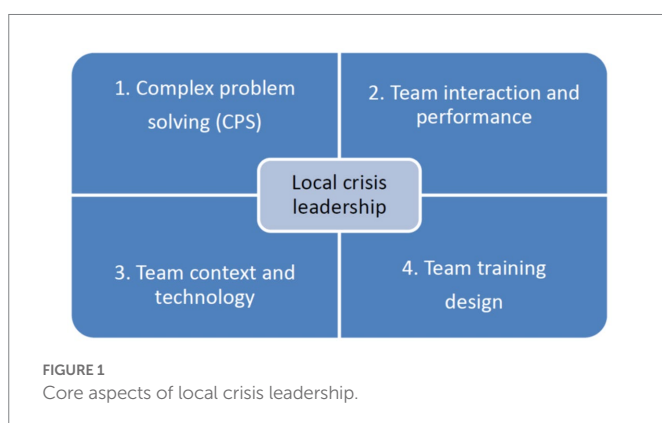 1. Complex problem
solving (CPS)
2. Team interaction and
performance
Local crisis
leadership
3. Team context and
technology
4. Team training
design
FIGURE 1
Core aspects of local crisis leadership.